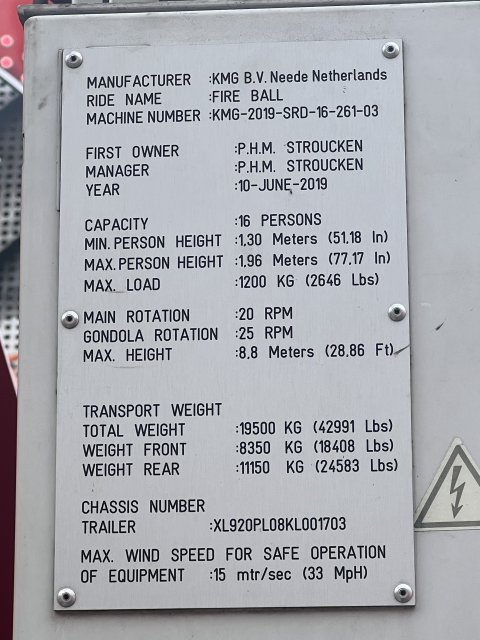 MANUFACTURER :KMG B.V. Neede Netherlands
RIDE NAME :FIRE BALL
MACHINE NUMBER :KMG-2019-SRD-16-261-03
FIRST OWNER :P.H.M. STROUCKEN
MANAGER :P.H.M. STROUCKEN
YEAR :10-JUNE-2019
CAPACITY :16 PERSONS
MIN. PERSON HEIGHT :1,30 Meters (51.18 In)
MAX. PERSON HEIGHT :1.96 Meters (77.17 In)
MAX. LOAD :1200 KG (2646 Lbs)
MAIN ROTATION :20 RPM
GONDOLA ROTATION :25 RPM
MAX. HEIGHT :8,8 Meters (28.86 Ft)
TRANSPORT WEIGHT
TOTAL WEIGHT :19500 KG (42991 Lbs)
WEIGHT FRONT :8350 KG (18408 Lbs)
WEIGHT REAR :11150 KG (24583 Lbs)
CHASSIS NUMBER
TRAILER :XL920PL08KL001703
MAX. WIND SPEED FOR SAFE OPERATION
OF EQUIPMENT :15 mtr/sec (33 MpH)